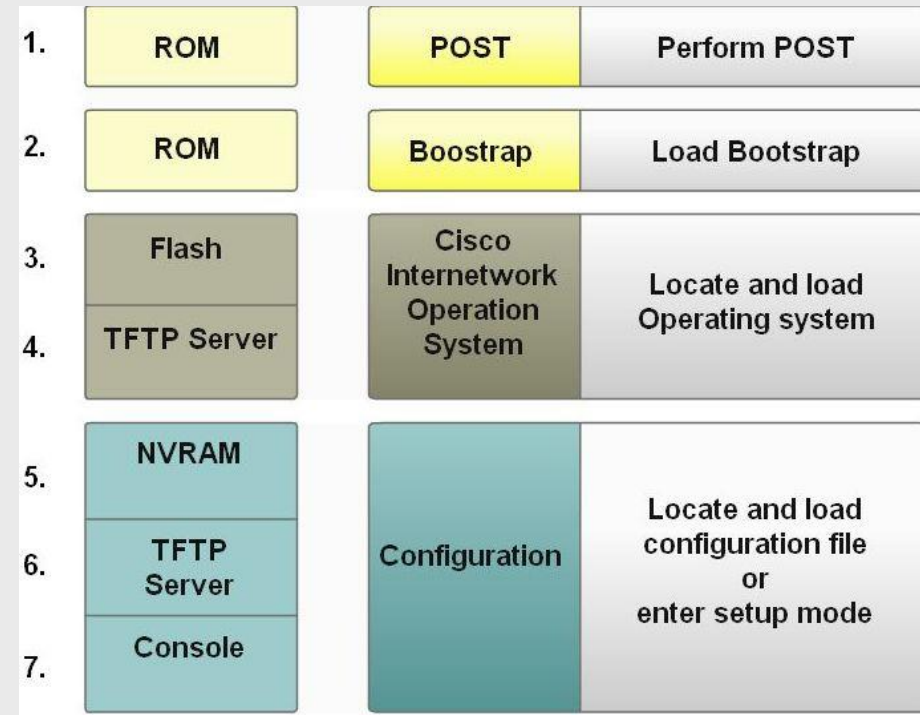 1.
ROM
POST
Perform POST
2.
ROM
Boostrap
Load Bootstrap
3.
Flash
4.
TFTP Server
Cisco
Internetwork
Operation
System
Locate and load
Operating system
5.
NVRAM
6.
TFTP
Server
7.
Console
Configuration
Locate and load
configuration file
or
enter setup mode